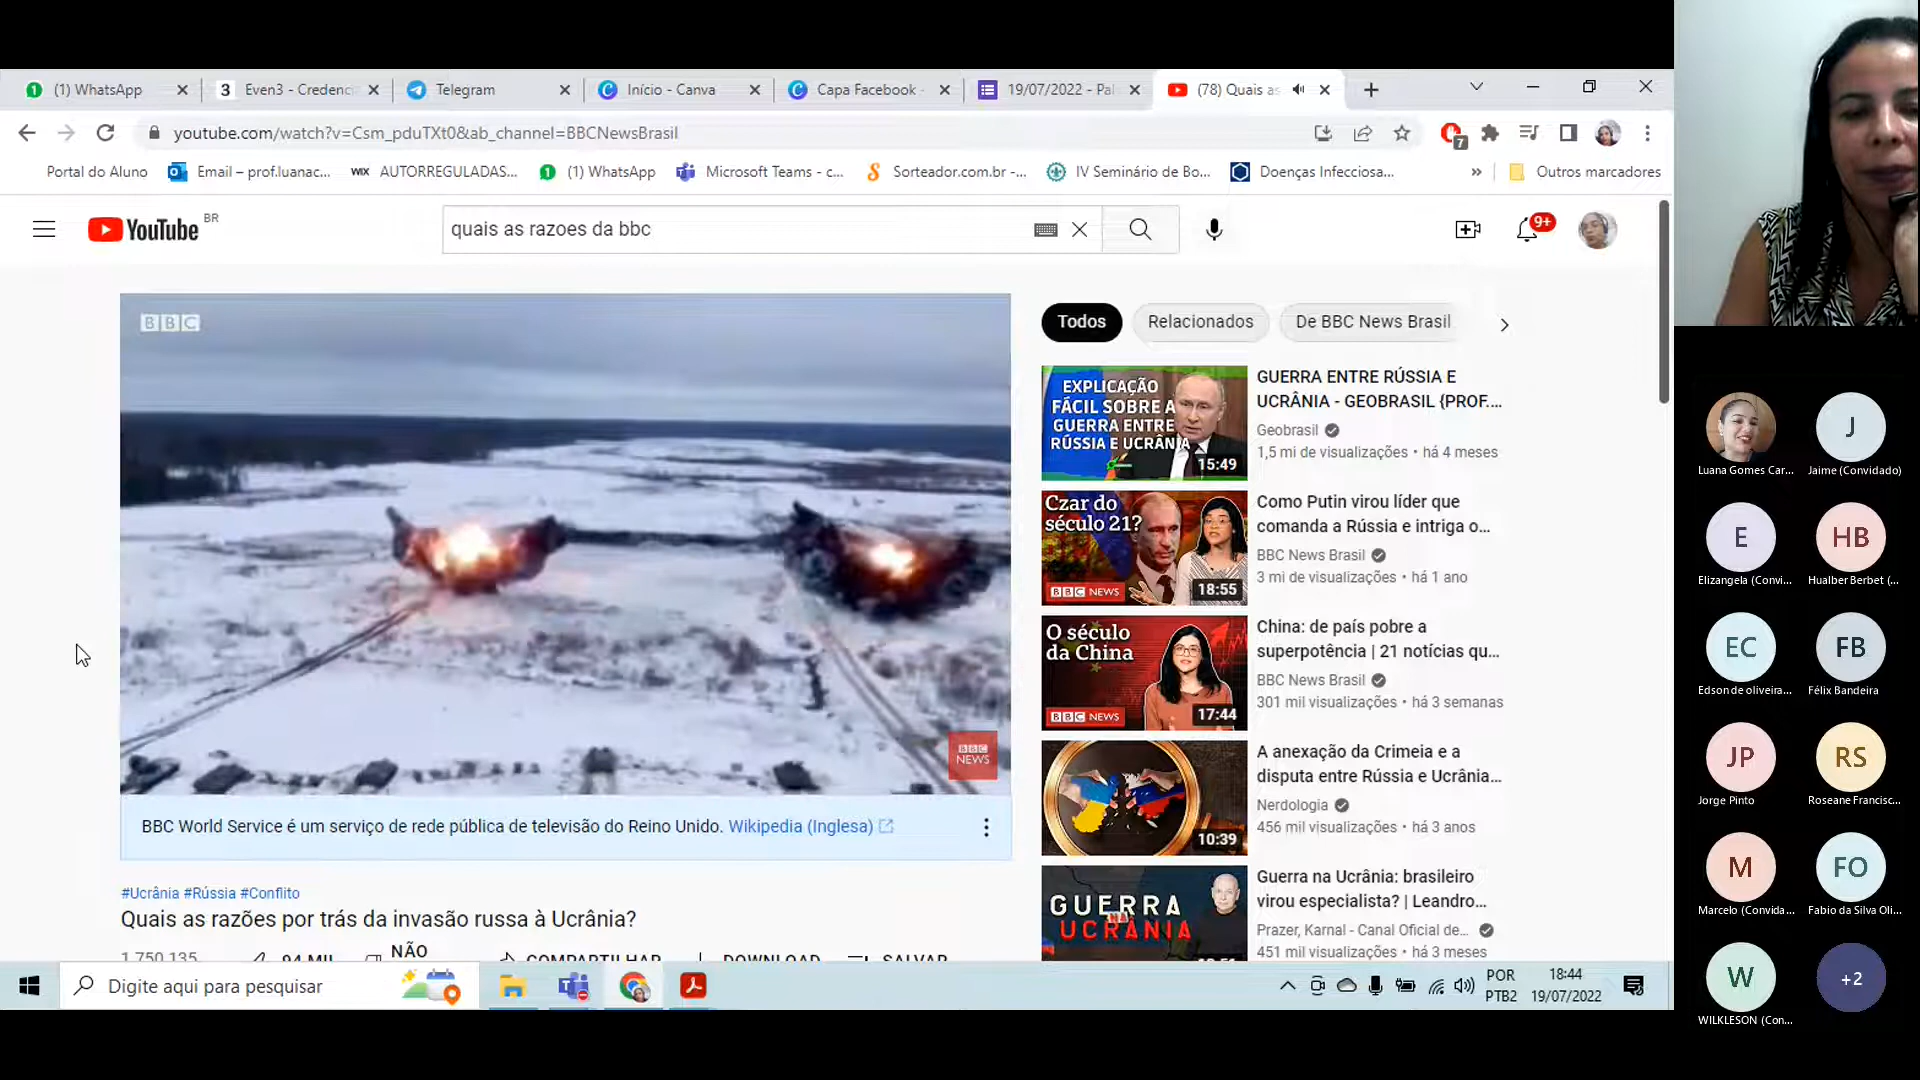 (1) WhatsApp
3 Even3 - Credenc
Telegram
Início - Canva
Capa Facebook -
19/07/2022 - Pal
(78) Quais as
youtube.com/watch?v=Csm_pduTXt0&ab_channel=BBCNewsBrasil
7
Portal do Aluno
Email – prof.luanac...
WIX AUTORREGULADAS...
(1) WhatsApp
Microsoft Teams - c...
Sorteador.com.br -...
IV Seminário de Bo...
Doenças Infecciosa...
»
Outros marcadores
YouTube BR
quais as razoes da bbc
9+
BBC
BBC NEWS
BBC World Service é um serviço de rede pública de televisão do Reino Unido. Wikipedia (Inglesa)
#Ucrânia #Rússia #Conflito
Quais as razões por trás da invasão russa à Ucrânia?
1.750.135
94 MIL
NÃO
COMPARTILHAR
DOWNLOAD
SALVAR
Todos
Relacionados
De BBC News Brasil
EXPLICAÇÃO
FÁCIL SOBRE A
GUERRA ENTRE
RÚSSIA E UCRÂNIA
15:49
GUERRA ENTRE RÚSSIA E
UCRÂNIA - GEOBRASIL {PROF....
Geobrasil
1,5 mi de visualizações • há 4 meses
Czar do
século 21?
BBC NEWS
18:55
Como Putin virou líder que
comanda a Rússia e intriga o...
BBC News Brasil
3 mi de visualizações • há 1 ano
O século
da China
BBC NEWS
17:44
China: de país pobre a
superpotência | 21 notícias qu...
BBC News Brasil
301 mil visualizações • há 3 semanas
10:39
A anexação da Crimeia e a
disputa entre Rússia e Ucrânia...
Nerdologia
456 mil visualizações • há 3 anos
GUERRA
NA
UCRÂNIA
Guerra na Ucrânia: brasileiro
virou especialista? | Leandro...
Prazer, Karnal - Canal Oficial de...
451 mil visualizações • há 3 meses
Digite aqui para pesquisar
POR
PTB2
18:44
19/07/2022
Luana Gomes Car...
J
Jaime (Convidado)
E
Elizangela (Convi...
HB
Hualber Berbet (...
EC
Edson de oliveira...
FB
Félix Bandeira
JP
Jorge Pinto
RS
Roseane Francisc...
M
Marcelo (Convida...
FO
Fabio da Silva Oli...
W
WILKLESON (Con...
+2